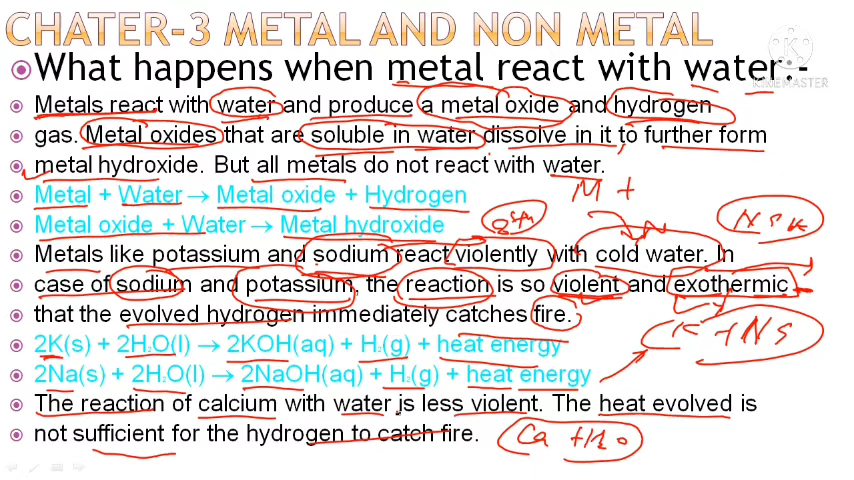 CHATER-3 METAL AND NON METAL
What happens when metal react with water:-
K
KINEMASTER
Metals react with water and produce a metal oxide and hydrogen
gas. Metal oxides that are soluble in water dissolve in it to further form
metal hydroxide. But all metals do not react with water.
M +
Metal + Water → Metal oxide + Hydrogen
Metal oxide + Water → Metal hydroxide
Metals like potassium and sodium react violently with cold water. In
case of sodium and potassium, the reaction is so violent and exothermic
that the evolved hydrogen immediately catches fire.
2K(s) + 2H₂O(l) → 2KOH(aq) + H₂(g) + heat energy
2Na(s) + 2H₂O(l) → 2NaOH(aq) + H₂(g) + heat energy
The reaction of calcium with water is less violent. The heat evolved is
not sufficient for the hydrogen to catch fire.
Ca + H₂O